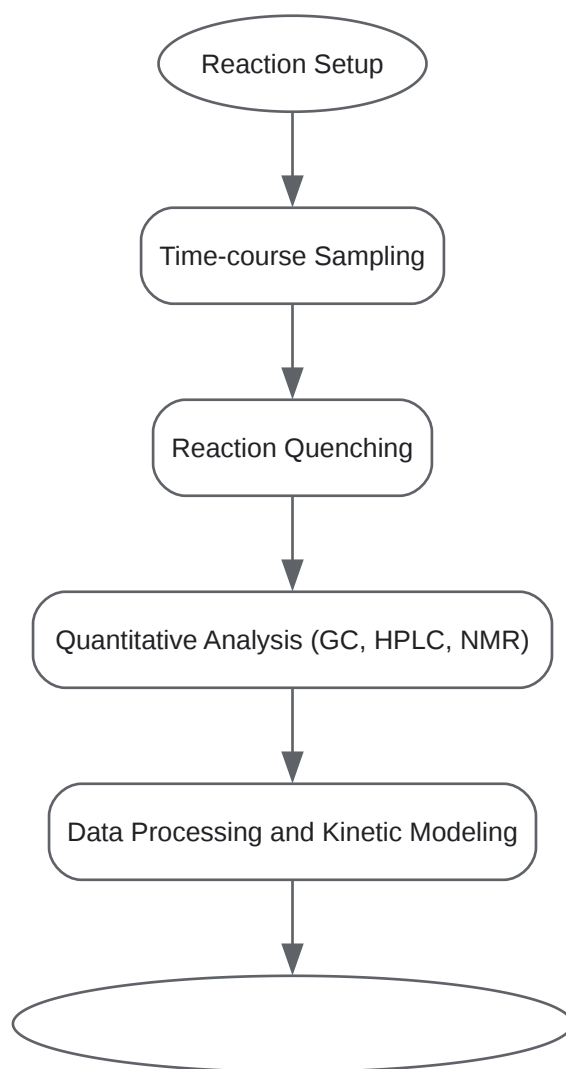 Reaction Setup
Time-course Sampling
Reaction Quenching
Quantitative Analysis (GC, HPLC, NMR)
Data Processing and Kinetic Modeling